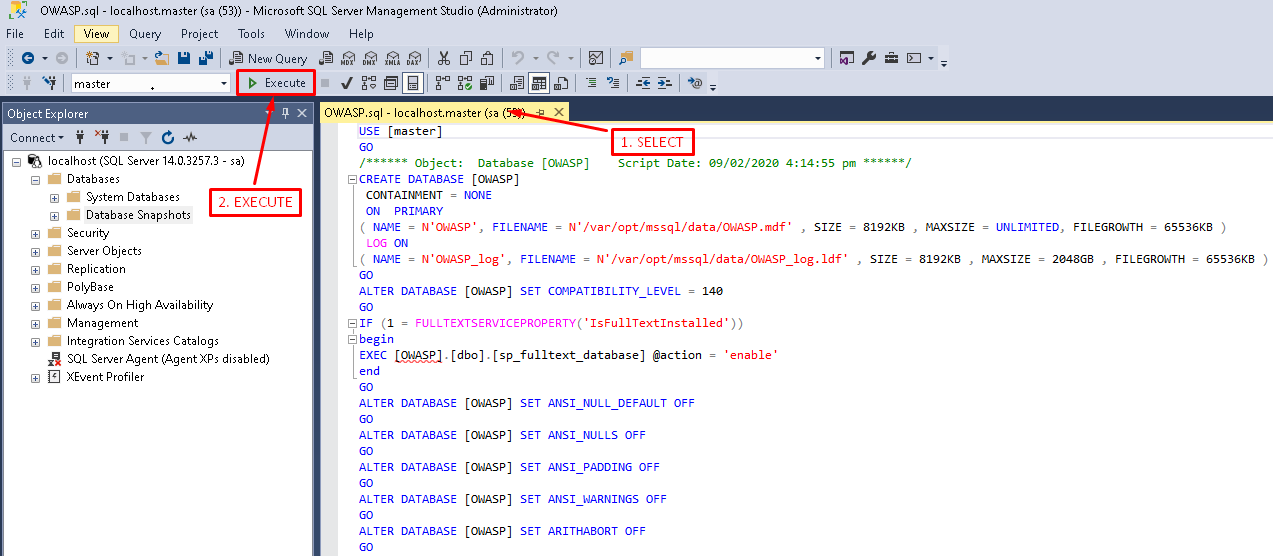 OWASP.sql - localhost.master (sa (53)) - Microsoft SQL Server Management Studio (Administrator)
File Edit View Query Project Tools Window Help
New Query
MDX DMX XMLA DAX
master
Execute
Object Explorer
Connect
localhost (SQL Server 14.0.3257.3 - sa)
Databases
System Databases
Database Snapshots
Security
Server Objects
Replication
PolyBase
Always On High Availability
Management
Integration Services Catalogs
SQL Server Agent (Agent XPs disabled)
XEvent Profiler
2. EXECUTE
OWASP.sql - localhost.master (sa (53))
1. SELECT
USE [master]
GO
/****** Object:  Database [OWASP]    Script Date: 09/02/2020 4:14:55 pm ******/
CREATE DATABASE [OWASP]
CONTAINMENT = NONE
ON  PRIMARY
( NAME = N'OWASP', FILENAME = N'/var/opt/mssql/data/OWASP.mdf' , SIZE = 8192KB , MAXSIZE = UNLIMITED, FILEGROWTH = 65536KB )
LOG ON
( NAME = N'OWASP_log', FILENAME = N'/var/opt/mssql/data/OWASP_log.ldf' , SIZE = 8192KB , MAXSIZE = 2048GB , FILEGROWTH = 65536KB )
GO
ALTER DATABASE [OWASP] SET COMPATIBILITY_LEVEL = 140
GO
IF (1 = FULLTEXTSERVICEPROPERTY('IsFullTextInstalled'))
begin
EXEC [OWASP].[dbo].[sp_fulltext_database] @action = 'enable'
end
GO
ALTER DATABASE [OWASP] SET ANSI_NULL_DEFAULT OFF
GO
ALTER DATABASE [OWASP] SET ANSI_NULLS OFF
GO
ALTER DATABASE [OWASP] SET ANSI_PADDING OFF
GO
ALTER DATABASE [OWASP] SET ANSI_WARNINGS OFF
GO
ALTER DATABASE [OWASP] SET ARITHABORT OFF
GO